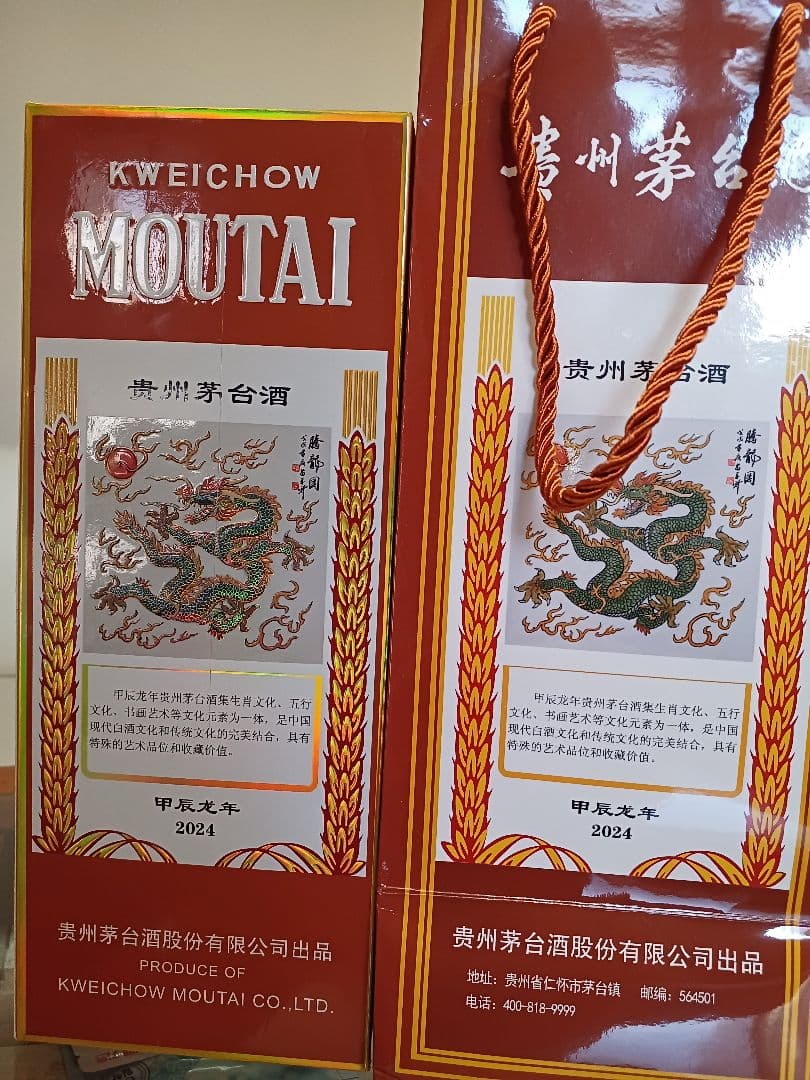 KWEICHOW
MOUTAI
贵州茅台酒
腾龙图
甲辰龙年贵州茅台酒集生肖文化、五行
文化、书画艺术等文化元素为一体，是中国
现代白酒文化和传统文化的完美结合，具有
特殊的艺术品位和收藏价值。
甲辰龙年
2024
贵州茅台酒股份有限公司出品
PRODUCE OF
KWEICHOW MOUTAI CO.,LTD.
贵州茅台
贵州茅台酒
腾龙图
甲辰龙年贵州茅台酒集生肖文化、五行
文化、书画艺术等文化元素为一体，是中国
现代白酒文化和传统文化的完美结合，具有
特殊的艺术品位和收藏价值。
甲辰龙年
2024
贵州茅台酒股份有限公司出品
地址：贵州省仁怀市茅台镇 邮编：564501
电话：400-818-9999